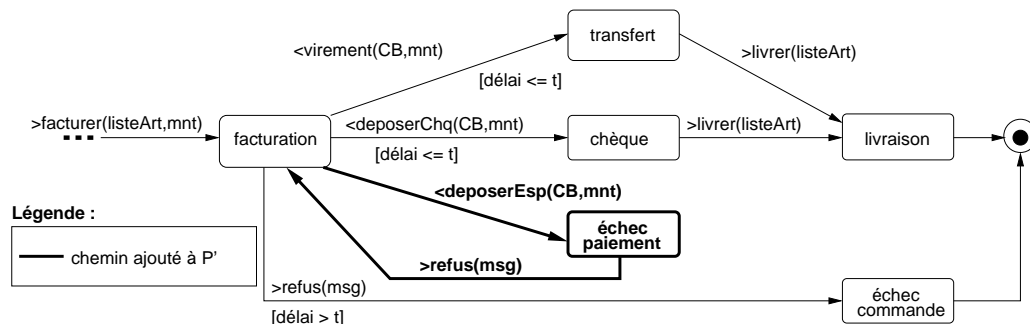 transfert
<virement(CB,mnt)
>livrer(listeArt)
[délai <= t]
>facturer(listeArt,mnt)
facturation
<deposerChq(CB,mnt)
chèque
>livrer(listeArt)
livraison
[délai <= t]
<deposerEsp(CB,mnt)
Légende :
échec
paiement
chemin ajouté à P'
>refus(msg)
>refus(msg)
échec
commande
[délai > t]